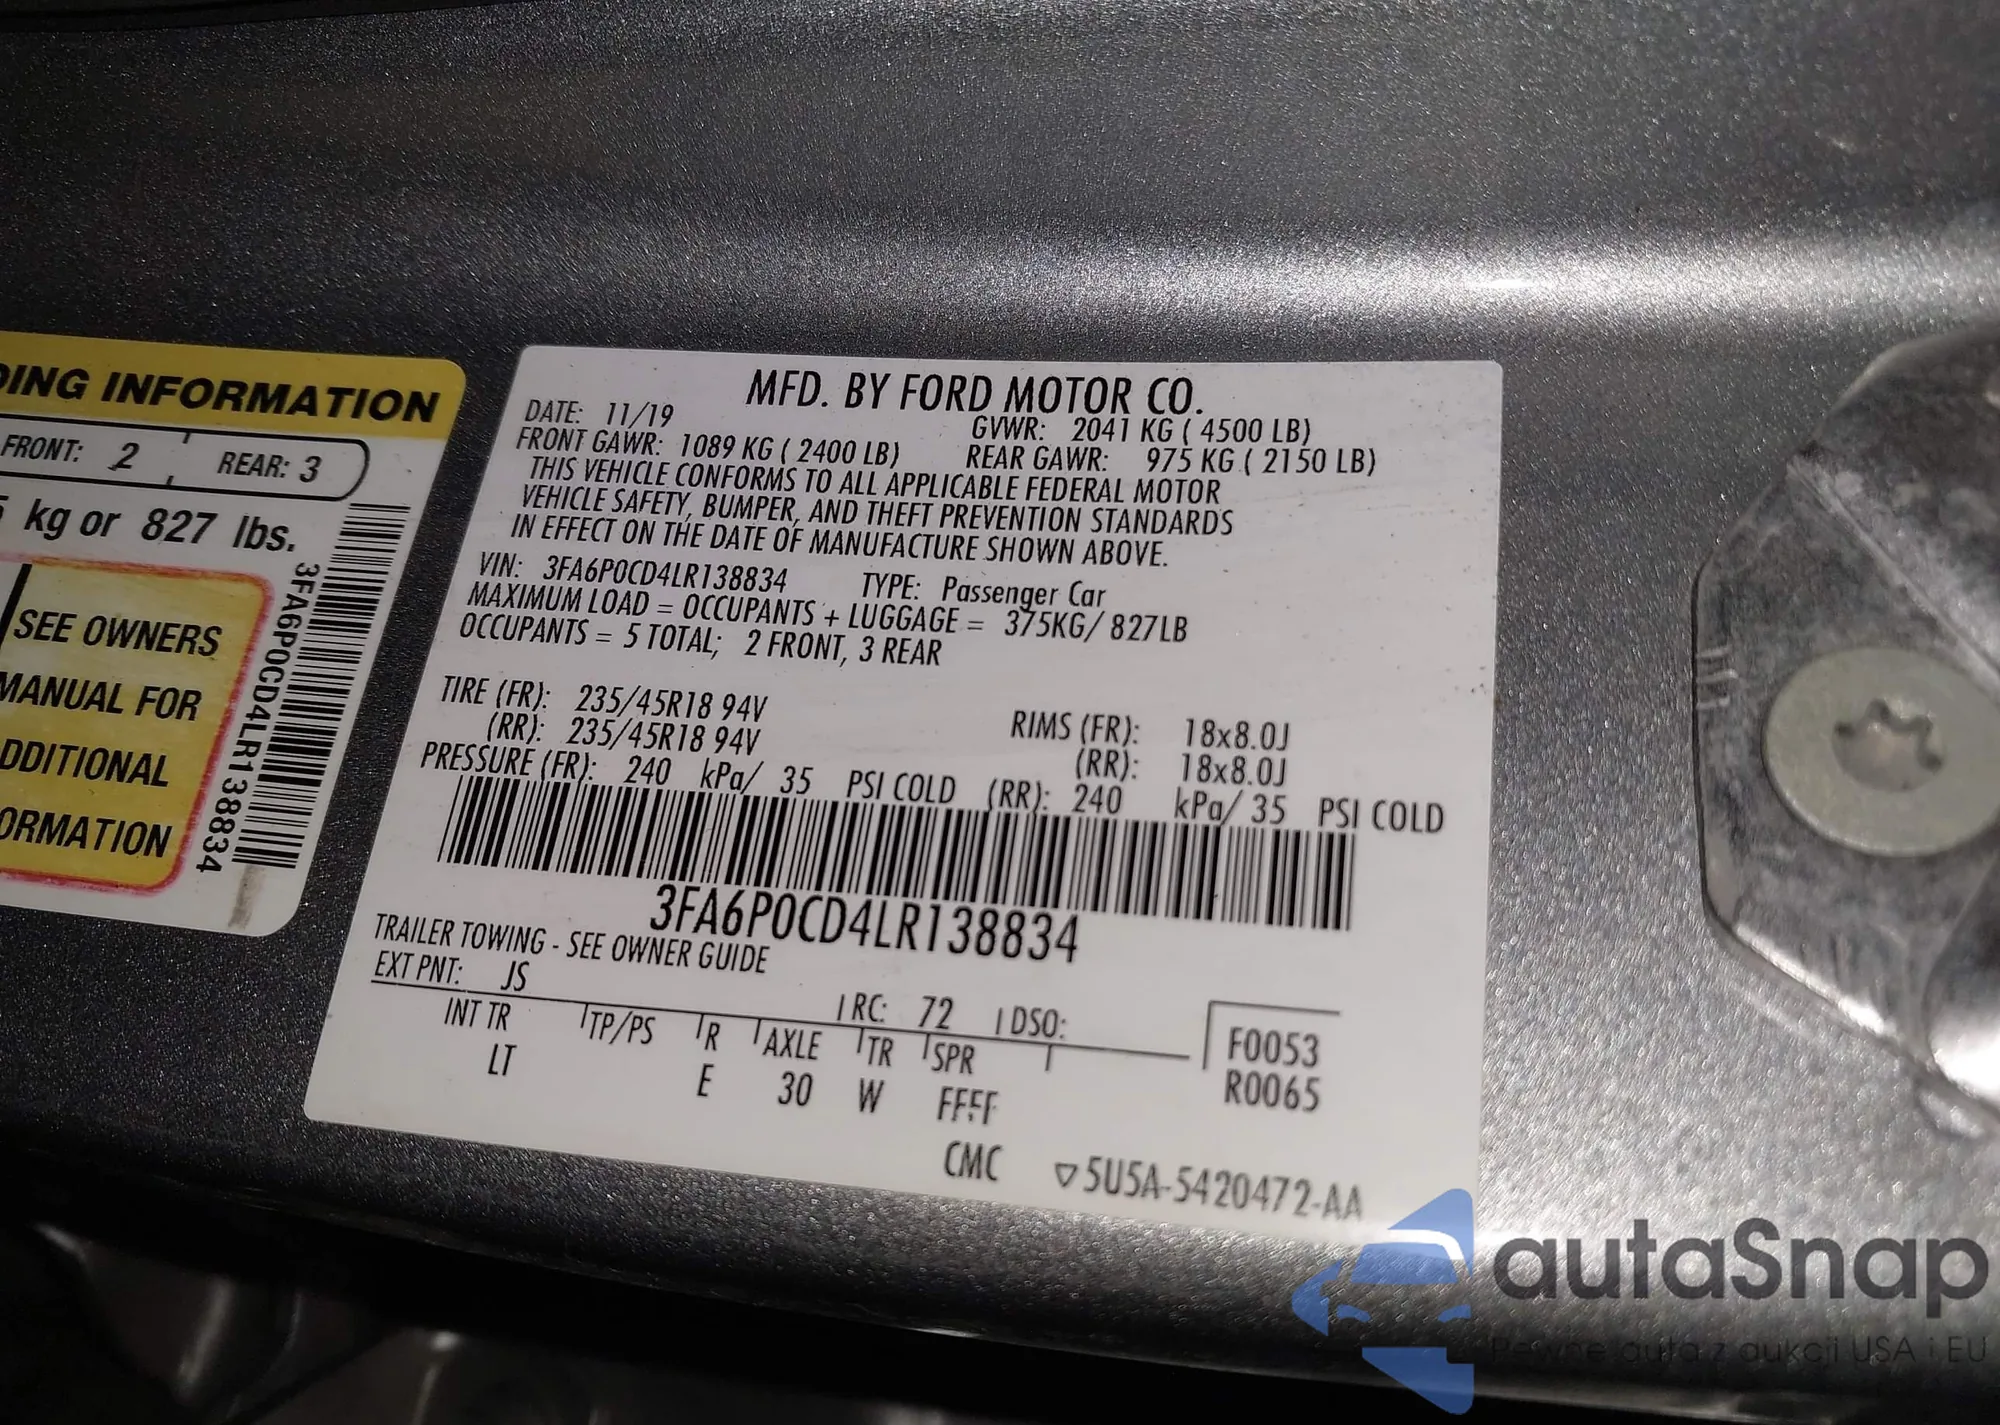 DING INFORMATION
FRONT: 2 REAR: 3
kg or 827 lbs.
SEE OWNERS
MANUAL FOR
DDITIONAL
ORMATION
3FA6P0CD4LR138834
MFD. BY FORD MOTOR CO.
DATE: 11/19 GVWR: 2041 KG ( 4500 LB)
FRONT GAWR: 1089 KG ( 2400 LB) REAR GAWR: 975 KG ( 2150 LB)
THIS VEHICLE CONFORMS TO ALL APPLICABLE FEDERAL MOTOR
VEHICLE SAFETY, BUMPER, AND THEFT PREVENTION STANDARDS
IN EFFECT ON THE DATE OF MANUFACTURE SHOWN ABOVE.
VIN: 3FA6P0CD4LR138834 TYPE: Passenger Car
MAXIMUM LOAD = OCCUPANTS + LUGGAGE = 375KG/ 827LB
OCCUPANTS = 5 TOTAL; 2 FRONT, 3 REAR
TIRE (FR): 235/45R18 94V RIMS (FR): 18x8.0J
(RR): 235/45R18 94V (RR): 18x8.0J
PRESSURE (FR): 240 kPa/ 35 PSI COLD (RR): 240 kPa/ 35 PSI COLD
3FA6P0CD4LR138834
TRAILER TOWING - SEE OWNER GUIDE
EXT PNT: JS RC: 72 DSO:
INT TR TP/PS R AXLE TR SPR F0053
LT E 30 W FFFF R0065
CMC ▽5U5A-5420472-AA
autaSnap
Pewne auta z aukcji USA i EU